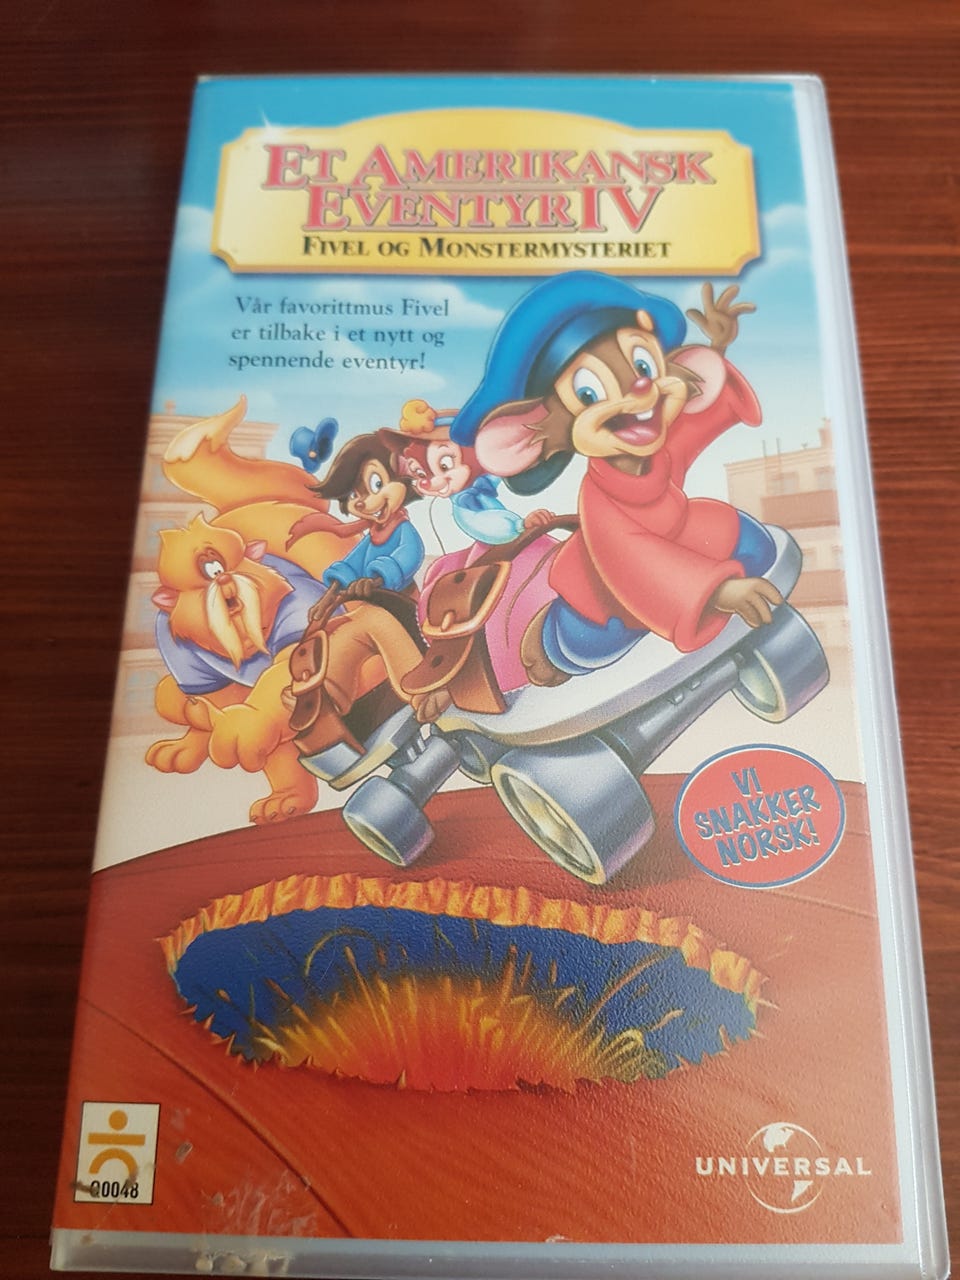 ET AMERIKANSK
EVENTYR IV
FIVEL OG MONSTERMYSTERIET
Vår favorittmus Fivel
er tilbake i et nytt og
spennende eventyr!
VI
SNAKKER
NORSK!
UNIVERSAL
Q0048